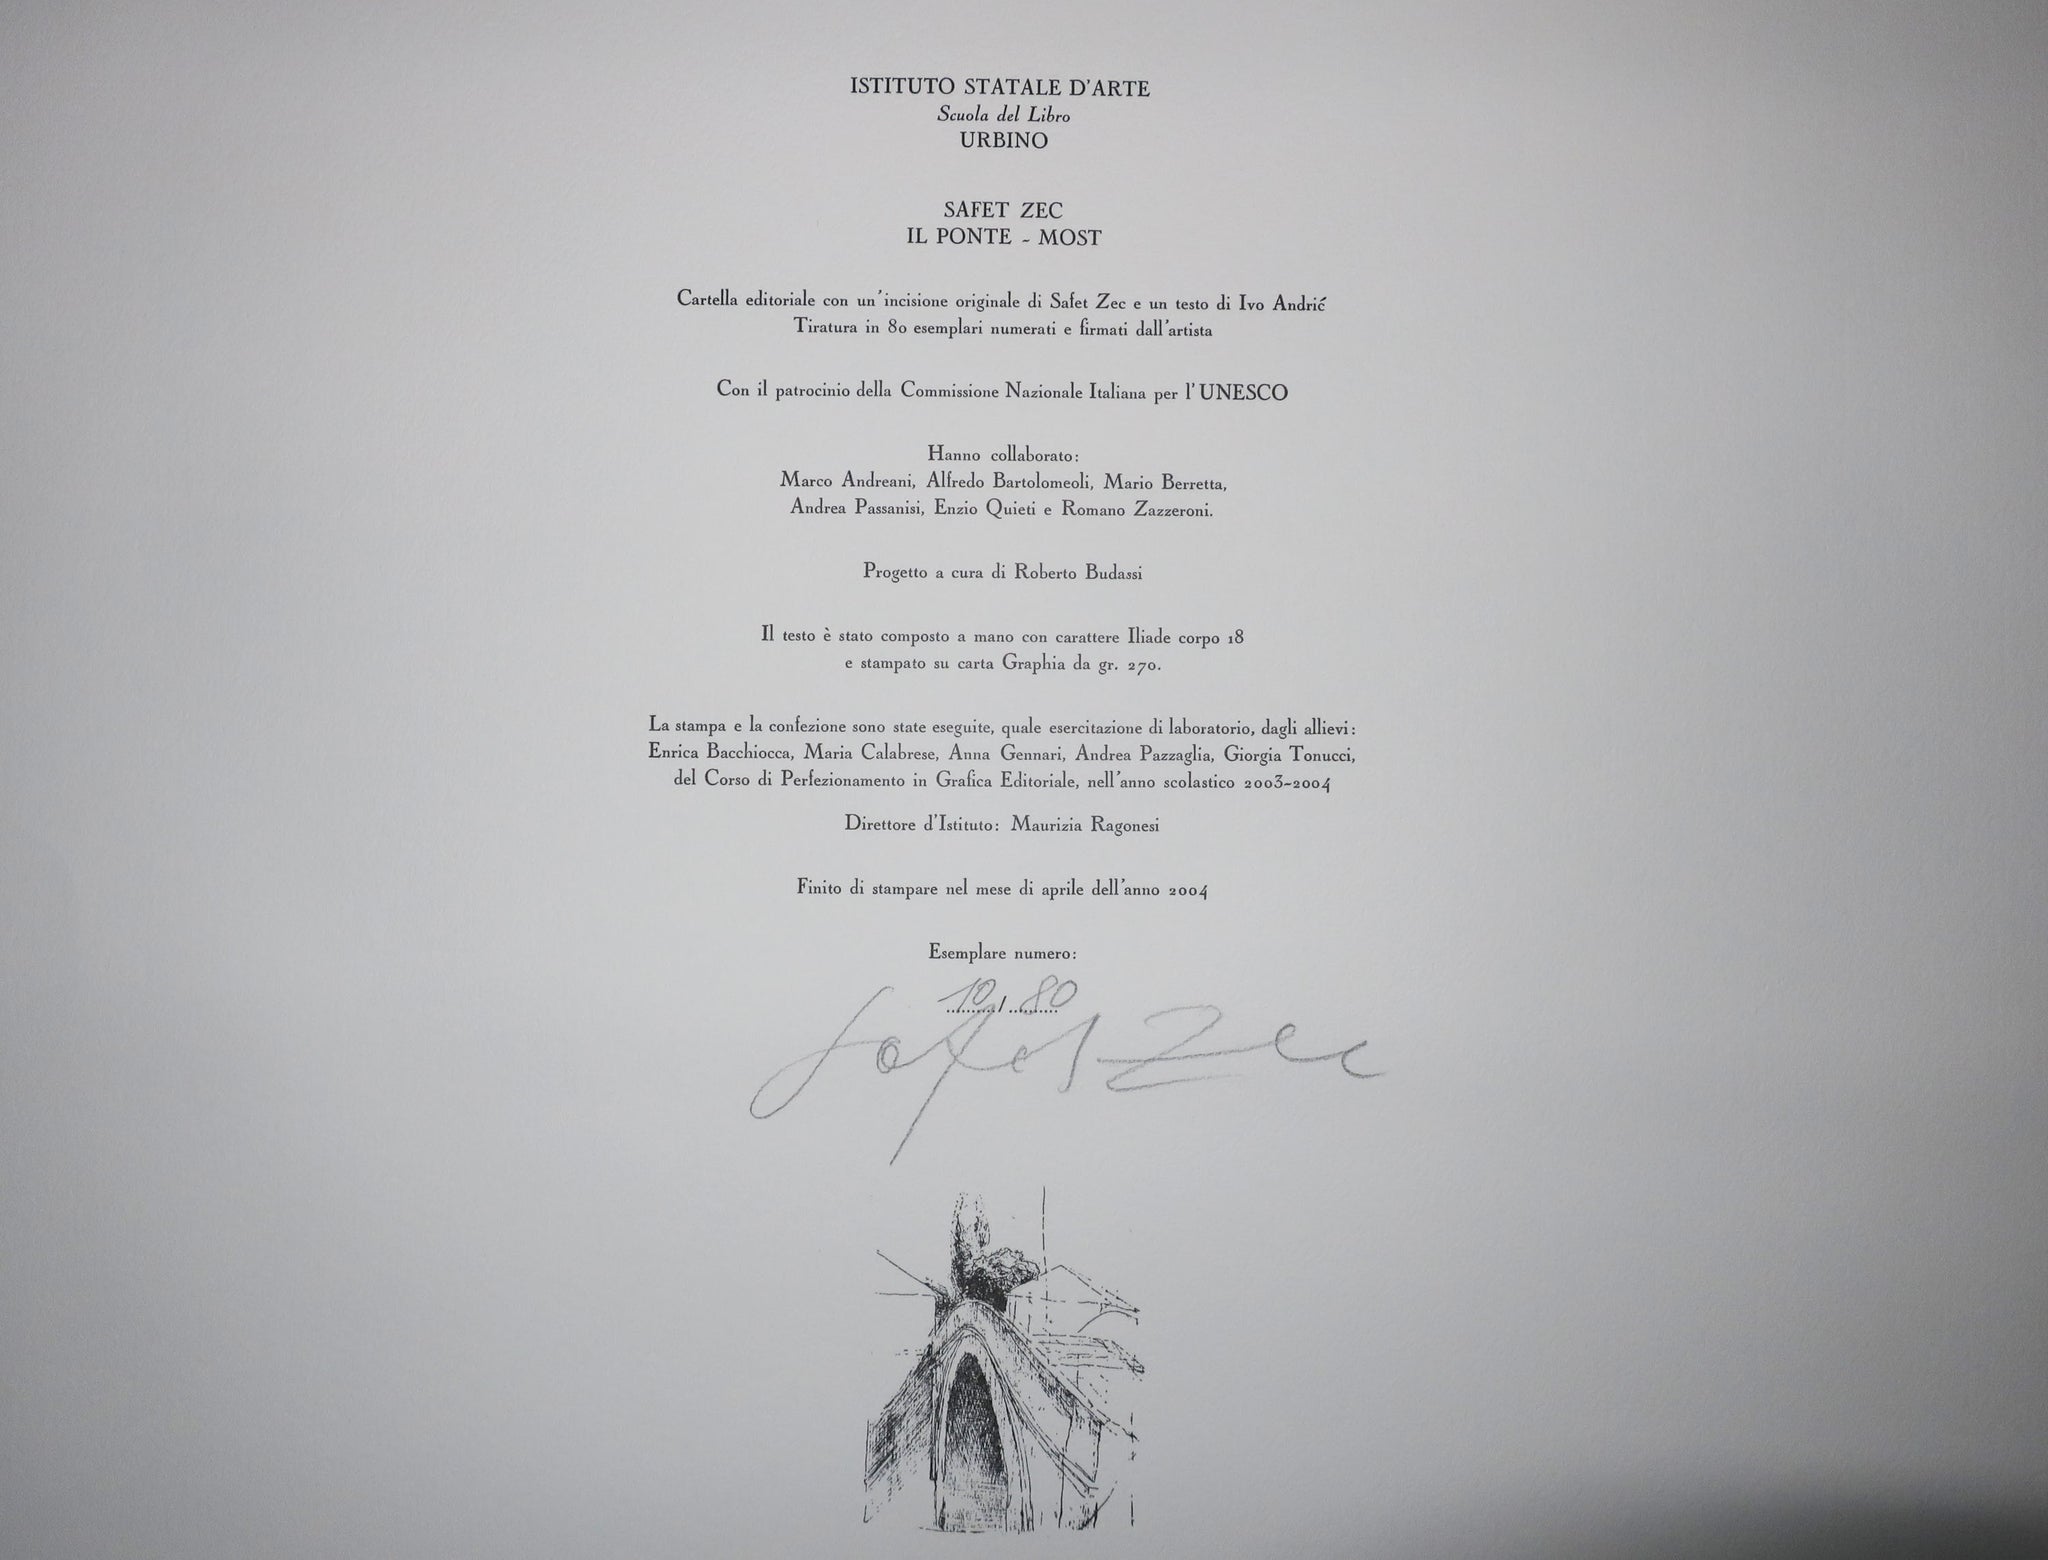 ISTITUTO STATALE D'ARTE
Scuola del Libro
URBINO
SAFET ZEC
IL PONTE - MOST
Cartella editoriale con un'incisione originale di Safet Zec e un testo di Ivo Andrić
Tiratura in 80 esemplari numerati e firmati dall'artista
Con il patrocinio della Commissione Nazionale Italiana per l'UNESCO
Hanno collaborato:
Marco Andreani, Alfredo Bartolomeoli, Mario Berretta,
Andrea Passanisi, Enzio Quieti e Romano Zazzeroni.
Progetto a cura di Roberto Budassi
Il testo è stato composto a mano con carattere Iliade corpo 18
e stampato su carta Graphia da gr. 270.
La stampa e la confezione sono state eseguite, quale esercitazione di laboratorio, dagli allievi:
Enrica Bacchiocca, Maria Calabrese, Anna Gennari, Andrea Pazzaglia, Giorgia Tonucci,
del Corso di Perfezionamento in Grafica Editoriale, nell'anno scolastico 2003-2004
Direttore d'Istituto: Maurizia Ragonesi
Finito di stampare nel mese di aprile dell'anno 2004
Esemplare numero:
10 / 80
Safet Zec